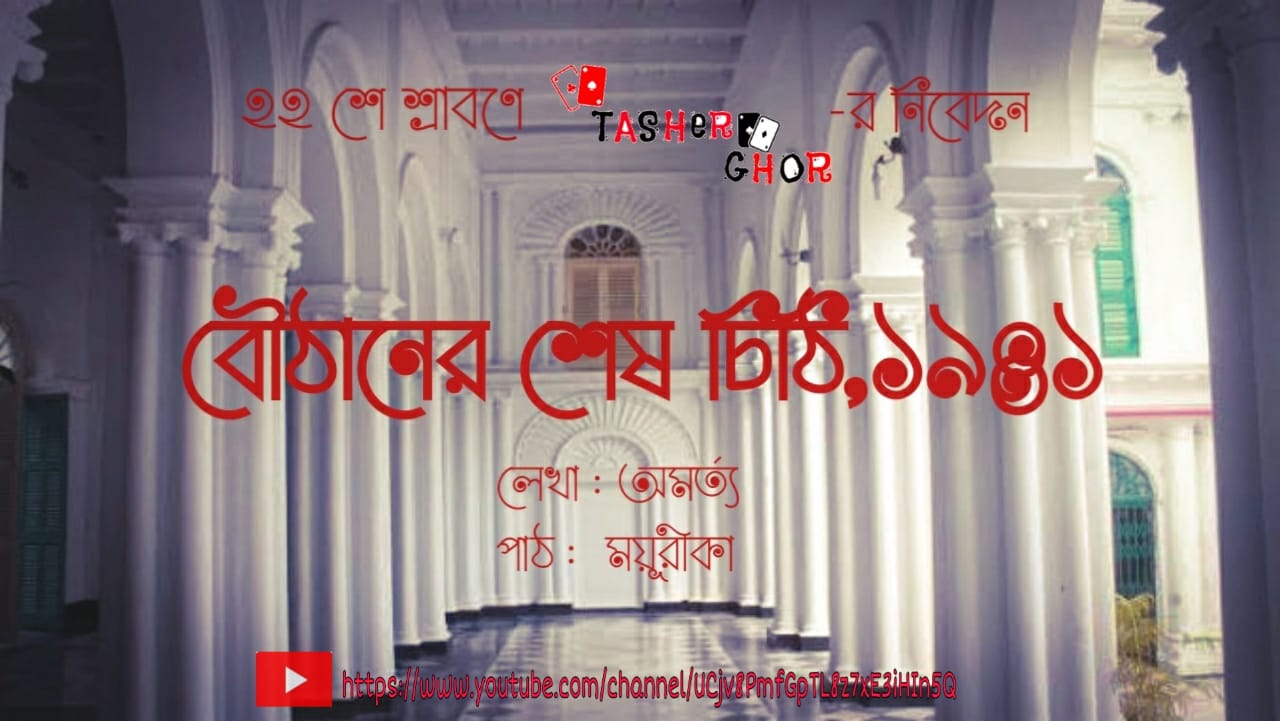 ২২ শে শ্রাবণে TASHeR GHOR -র নিবেদন
বৌঠানের শেষ চিঠি,১৯৪১
লেখা : অমর্ত্য
পাঠ : ময়ূরীকা
https://www.youtube.com/channel/UCjv8PmfGpTL8z7xE3iHIn5Q